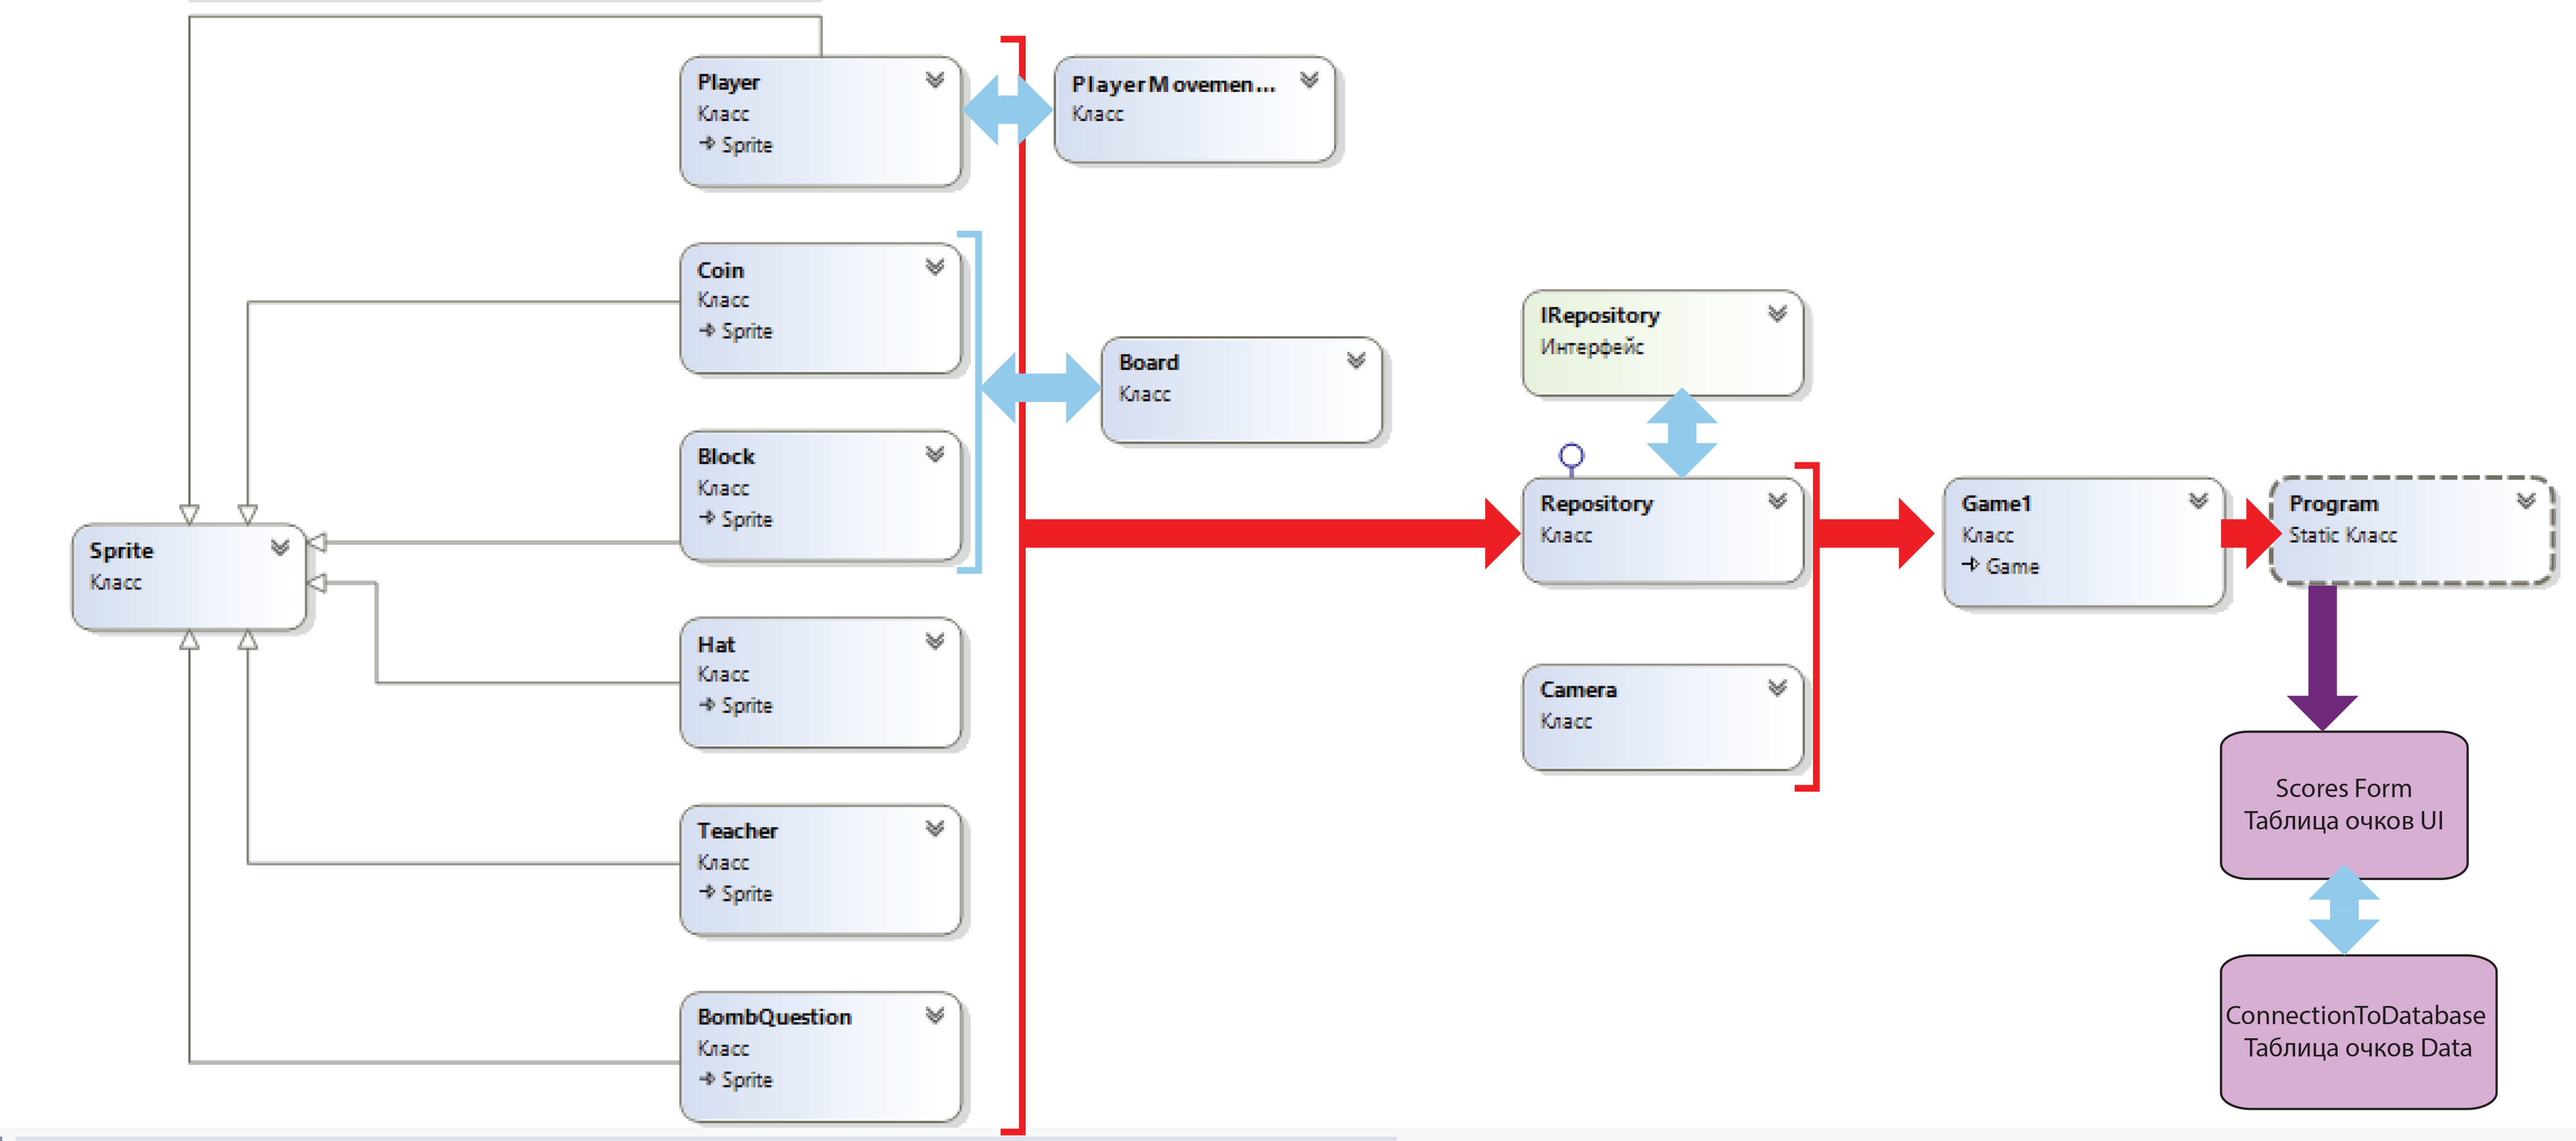 Player
Класс
Sprite
PlayerMovemen...
Класс
Coin
Класс
Sprite
Board
Класс
Block
Класс
Sprite
IRepository
Интерфейс
Repository
Класс
Game1
Класс
Game
Program
Static Класс
Sprite
Класс
Hat
Класс
Sprite
Camera
Класс
Teacher
Класс
Sprite
Scores Form
Таблица очков UI
BombQuestion
Класс
Sprite
ConnectionToDatabase
Таблица очков Data